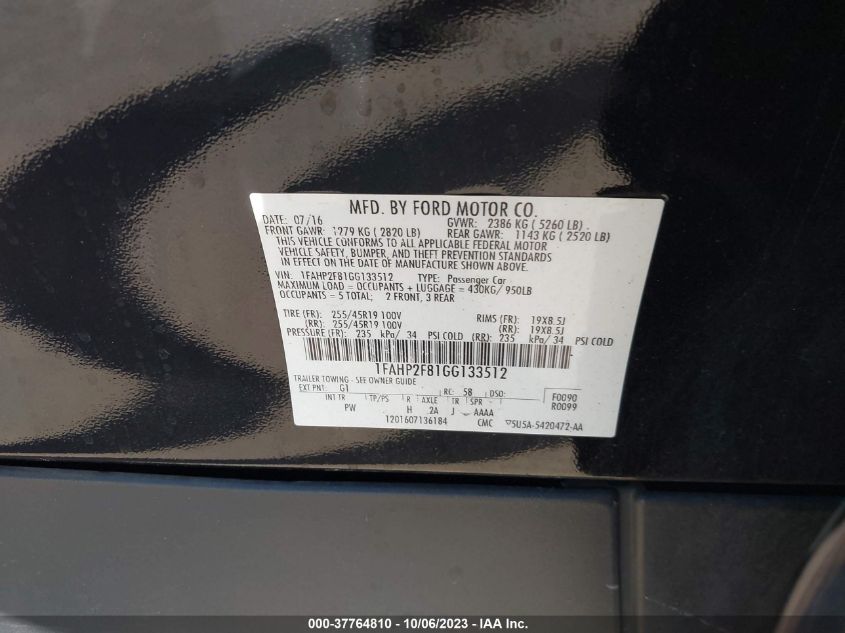 MFD. BY FORD MOTOR CO.
DATE: 07/16 GVWR: 2386 KG ( 5260 LB)
FRONT GAWR: 1279 KG ( 2820 LB) REAR GAWR: 1143 KG ( 2520 LB)
THIS VEHICLE CONFORMS TO ALL APPLICABLE FEDERAL MOTOR
VEHICLE SAFETY, BUMPER, AND THEFT PREVENTION STANDARDS
IN EFFECT ON THE DATE OF MANUFACTURE SHOWN ABOVE.
VIN: 1FAHP2F81GG133512 TYPE: Passenger Car
MAXIMUM LOAD = OCCUPANTS + LUGGAGE = 430KG/ 950LB
OCCUPANTS = 5 TOTAL; 2 FRONT, 3 REAR
TIRE (FR): 255/45R19 100V RIMS (FR): 19X8.5J
(RR): 255/45R19 100V (RR): 19X8.5J
PRESSURE (FR): 235 kPa/ 34 PSI COLD (RR): 235 kPa/ 34 PSI COLD
1FAHP2F81GG133512
TRAILER TOWING - SEE OWNER GUIDE
EXT PNT: G1 RC: 58 DSO: F0090
INT TR TP/PS R AXLE TR SPR R0099
PW H 2A J AAAA
1201607136184 CMC 5U5A-5420472-AA
000-37764810 - 10/06/2023 - IAA Inc.